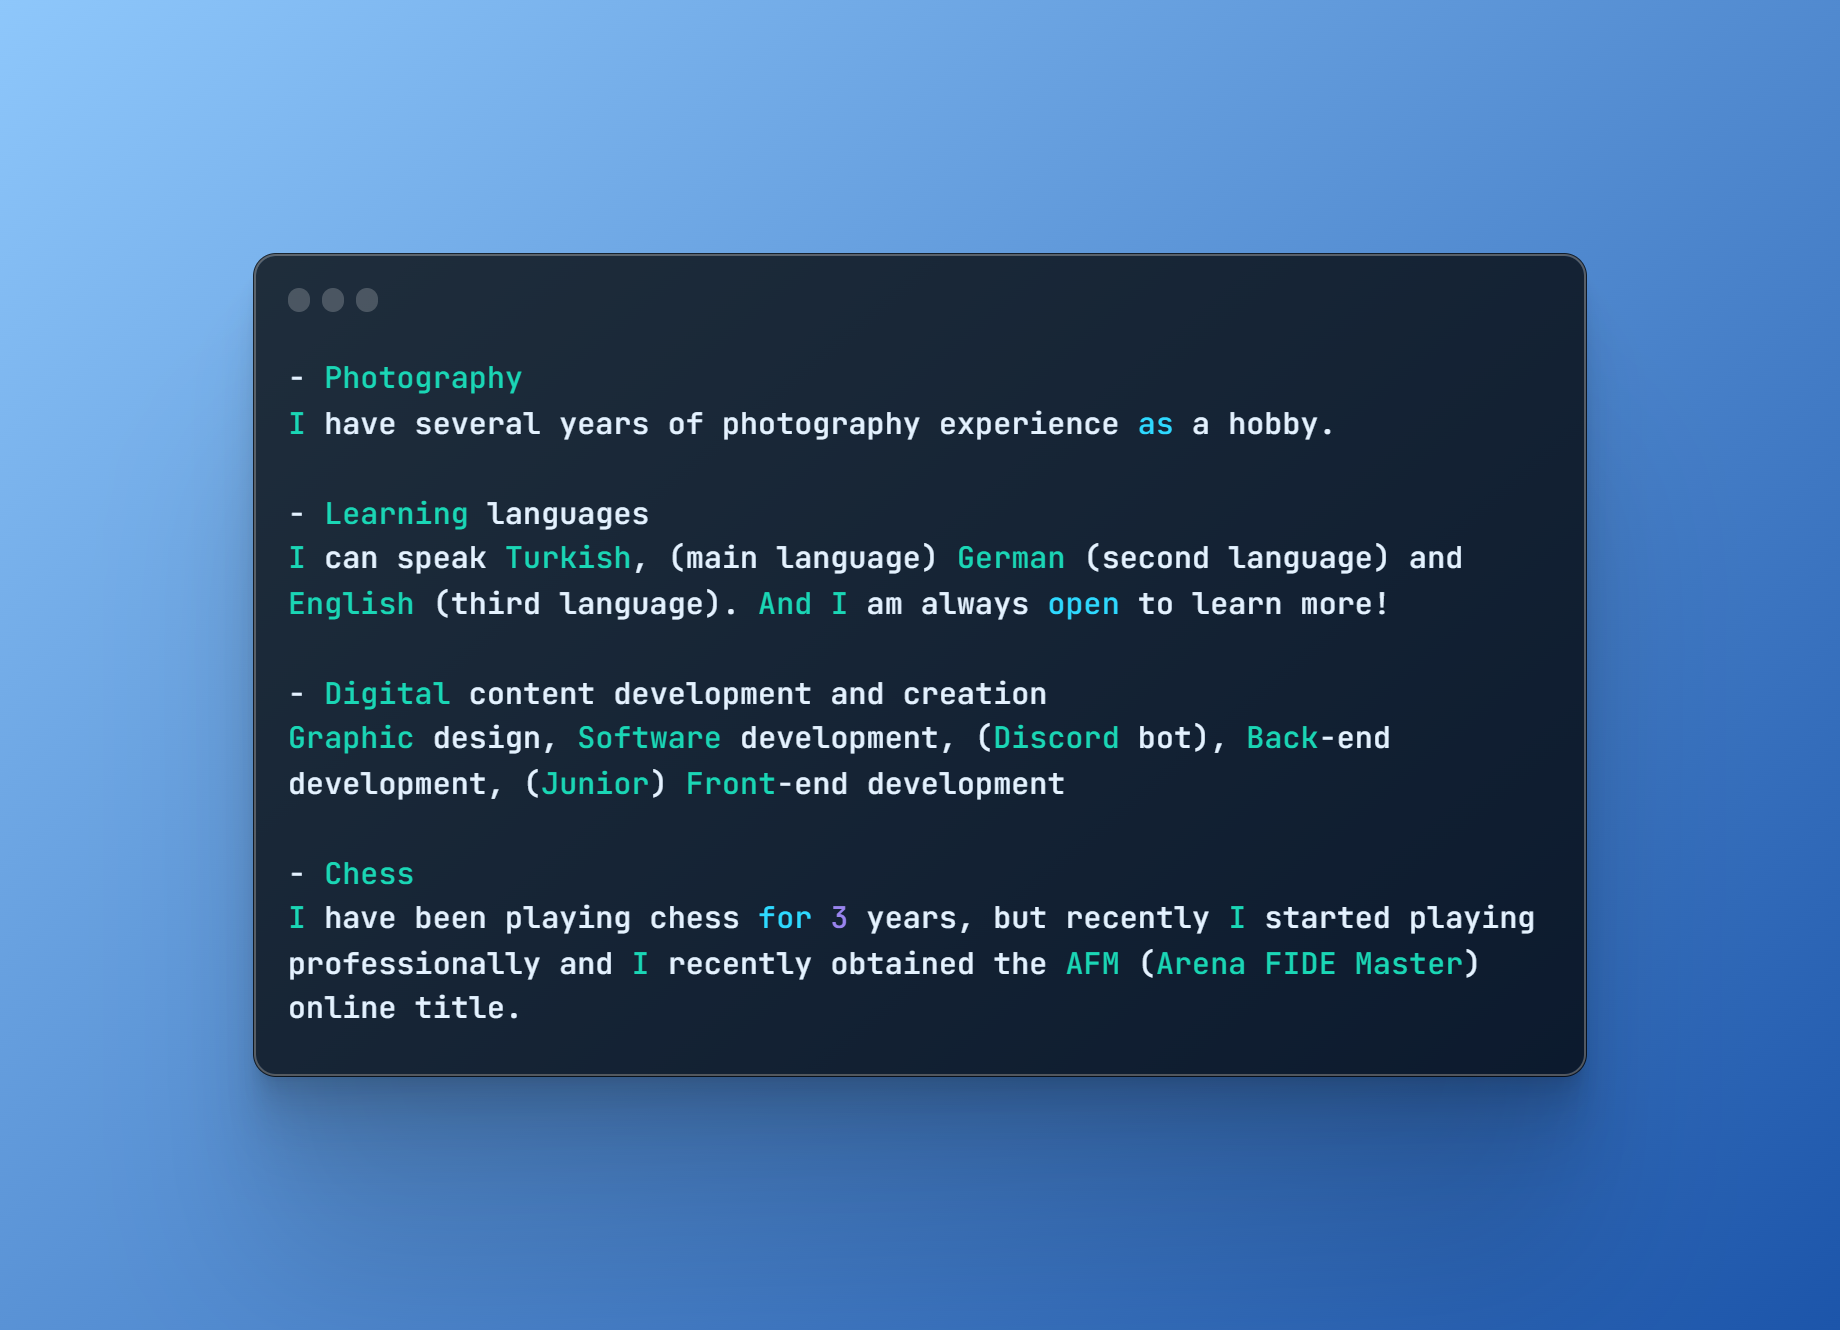 - Photography
I have several years of photography experience as a hobby.
- Learning languages
I can speak Turkish, (main language) German (second language) and
English (third language). And I am always open to learn more!
- Digital content development and creation
Graphic design, Software development, (Discord bot), Back-end
development, (Junior) Front-end development
- Chess
I have been playing chess for 3 years, but recently I started playing
professionally and I recently obtained the AFM (Arena FIDE Master)
online title.